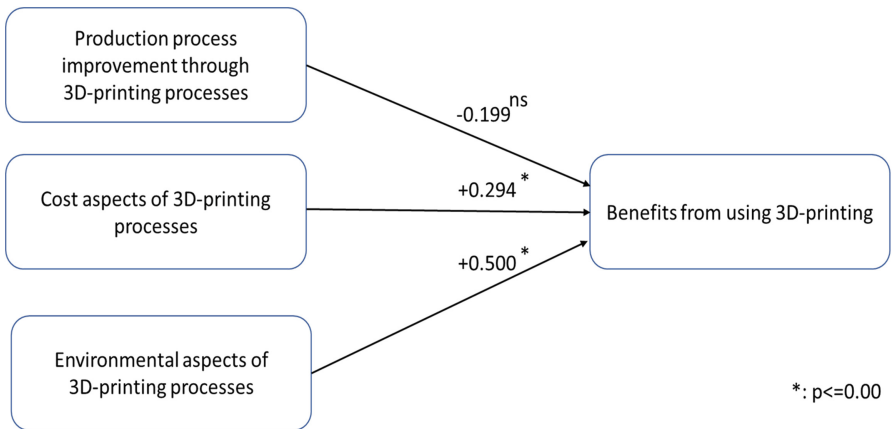 Production process
improvement through
3D-printing processes
-0.199ns
Cost aspects of 3D-printing
processes
+0.294*
Benefits from using 3D-printing
+0.500*
Environmental aspects of
3D-printing processes
*: p<=0.00